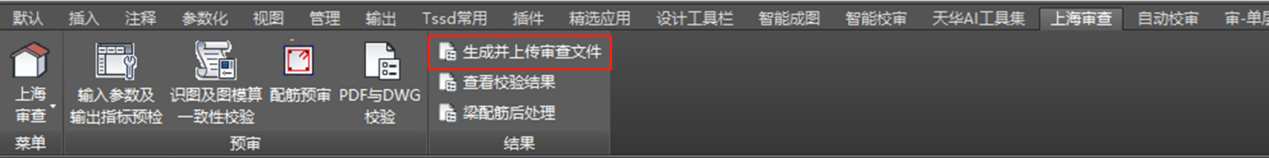 默认 插入 注释 参数化 视图 管理 输出 Tssd常用 插件 精选应用 设计工具栏 智能成图 智能校审 天华AI工具集 上海审查 自动校审 审-单层
上海
审查
菜单
输入参数及
输出指标预检
识图及图模算
一致性校验
配筋预审
PDF与DWG
校验
预审
生成并上传审查文件
查看校验结果
梁配筋后处理
结果